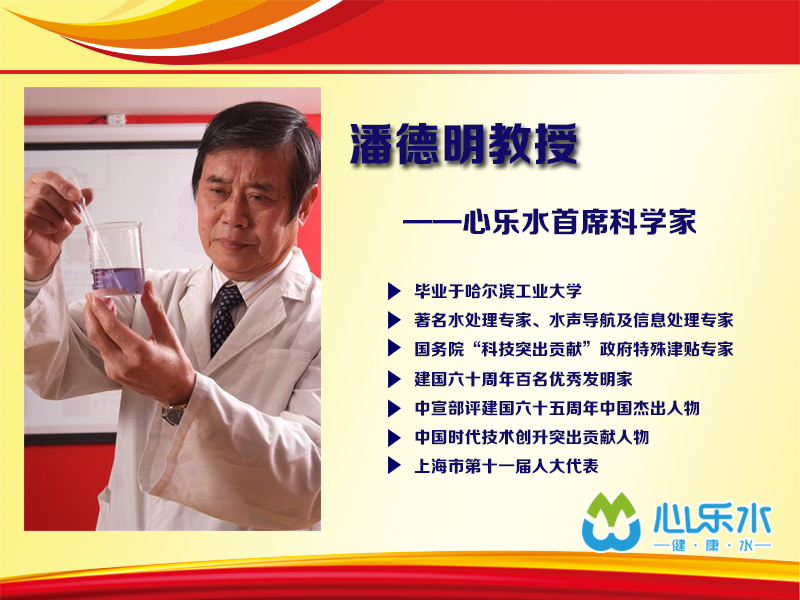 潘德明教授
——心乐水首席科学家
毕业于哈尔滨工业大学
著名水处理专家、水声导航及信息处理专家
国务院“科技突出贡献”政府特殊津贴专家
建国六十周年百名优秀发明家
中宣部评建国六十五周年中国杰出人物
中国时代技术创升突出贡献人物
上海市第十一届人大代表
心乐水
—健·康·水—